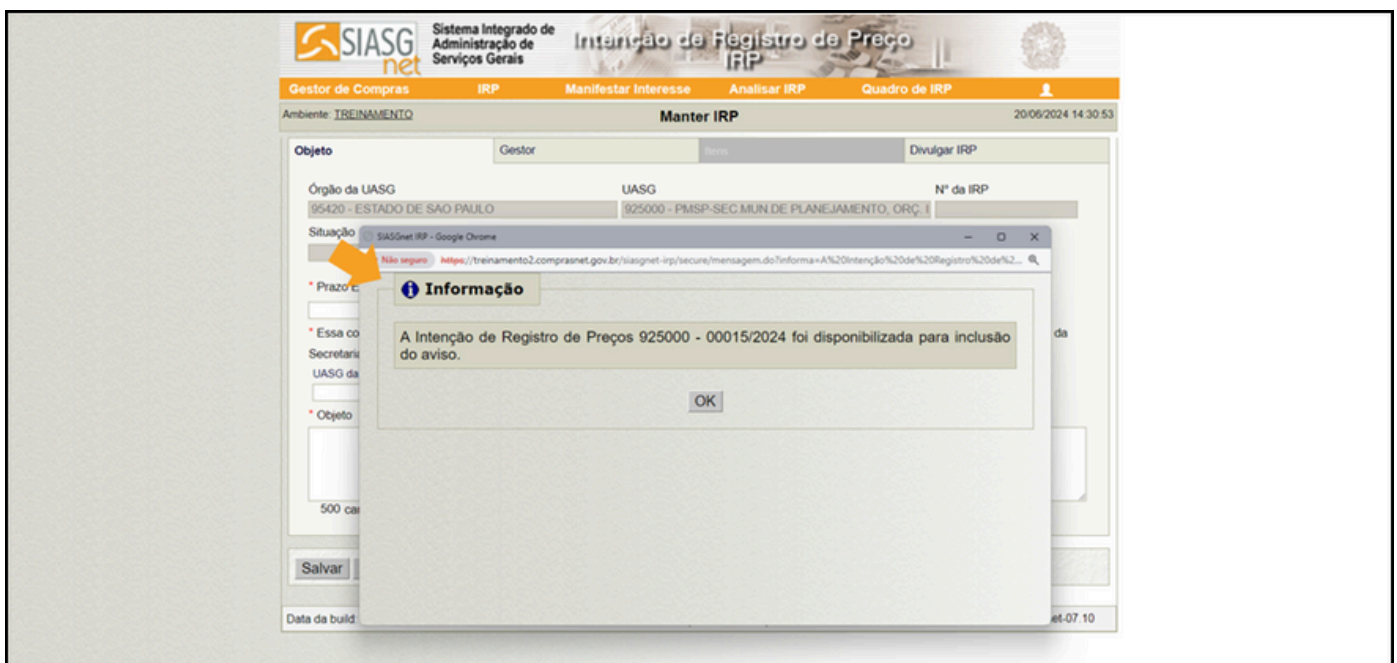 SIASG
net
Sistema Integrado de
Administração de
Serviços Gerais
Intenção de Registro de Preço
IRP
Gestor de Compras IRP Manifestar Interesse Analisar IRP Quadro de IRP
Ambiente: TREINAMENTO Manter IRP 20/06/2024 14:30:53
Objeto Gestor Itens Divulgar IRP
Órgão da UASG UASG Nº da IRP
95420 - ESTADO DE SAO PAULO 925000 - PMSP-SEC.MUN.DE PLANEJAMENTO, ORÇ.
Situação
SIASGnet IRP - Google Chrome
Não seguro https://treinamento2.comprasnet.gov.br/siasgnet-irp/secure/mensagem.do?informa=A%20Intenção%20de%20Registro%20de%2...
* Prazo
Informação
* Essa co da
A Intenção de Registro de Preços 925000 - 00015/2024 foi disponibilizada para inclusão
do aviso.
Secretaria
UASG da
OK
* Objeto
500 car
Salvar
Data da build: et-07.10